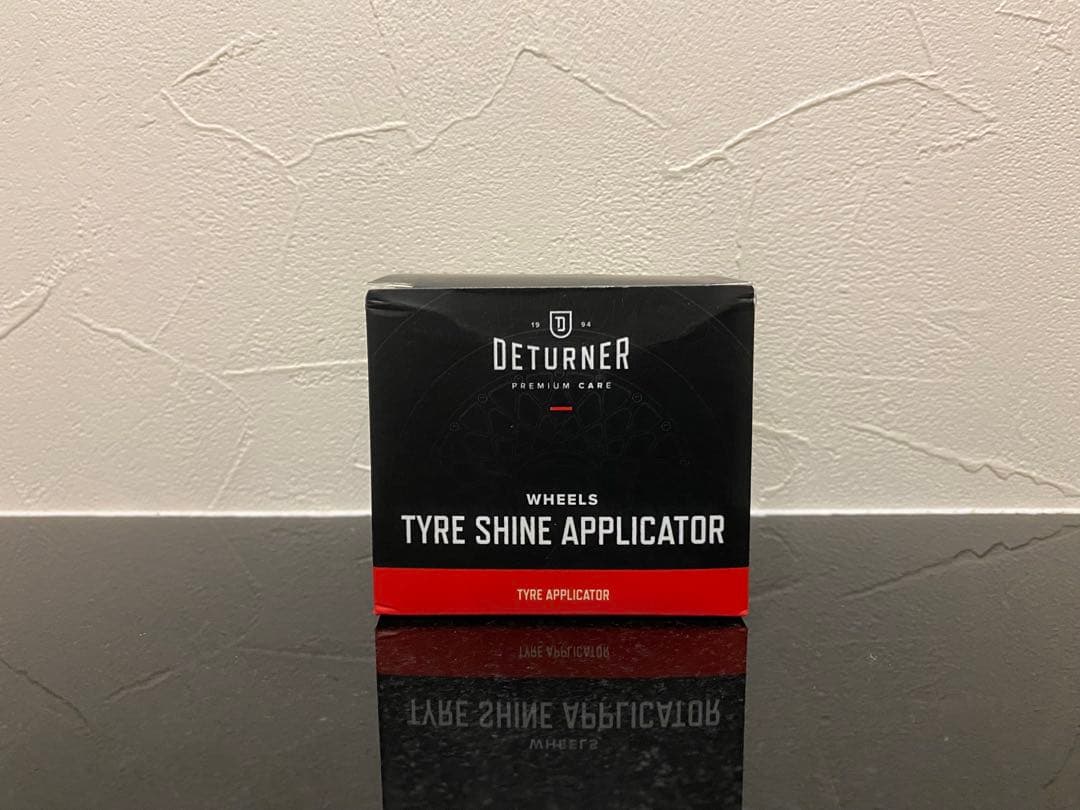 19 D 94
DETURNER
PREMIUM CARE
WHEELS
TYRE SHINE APPLICATOR
TYRE APPLICATOR